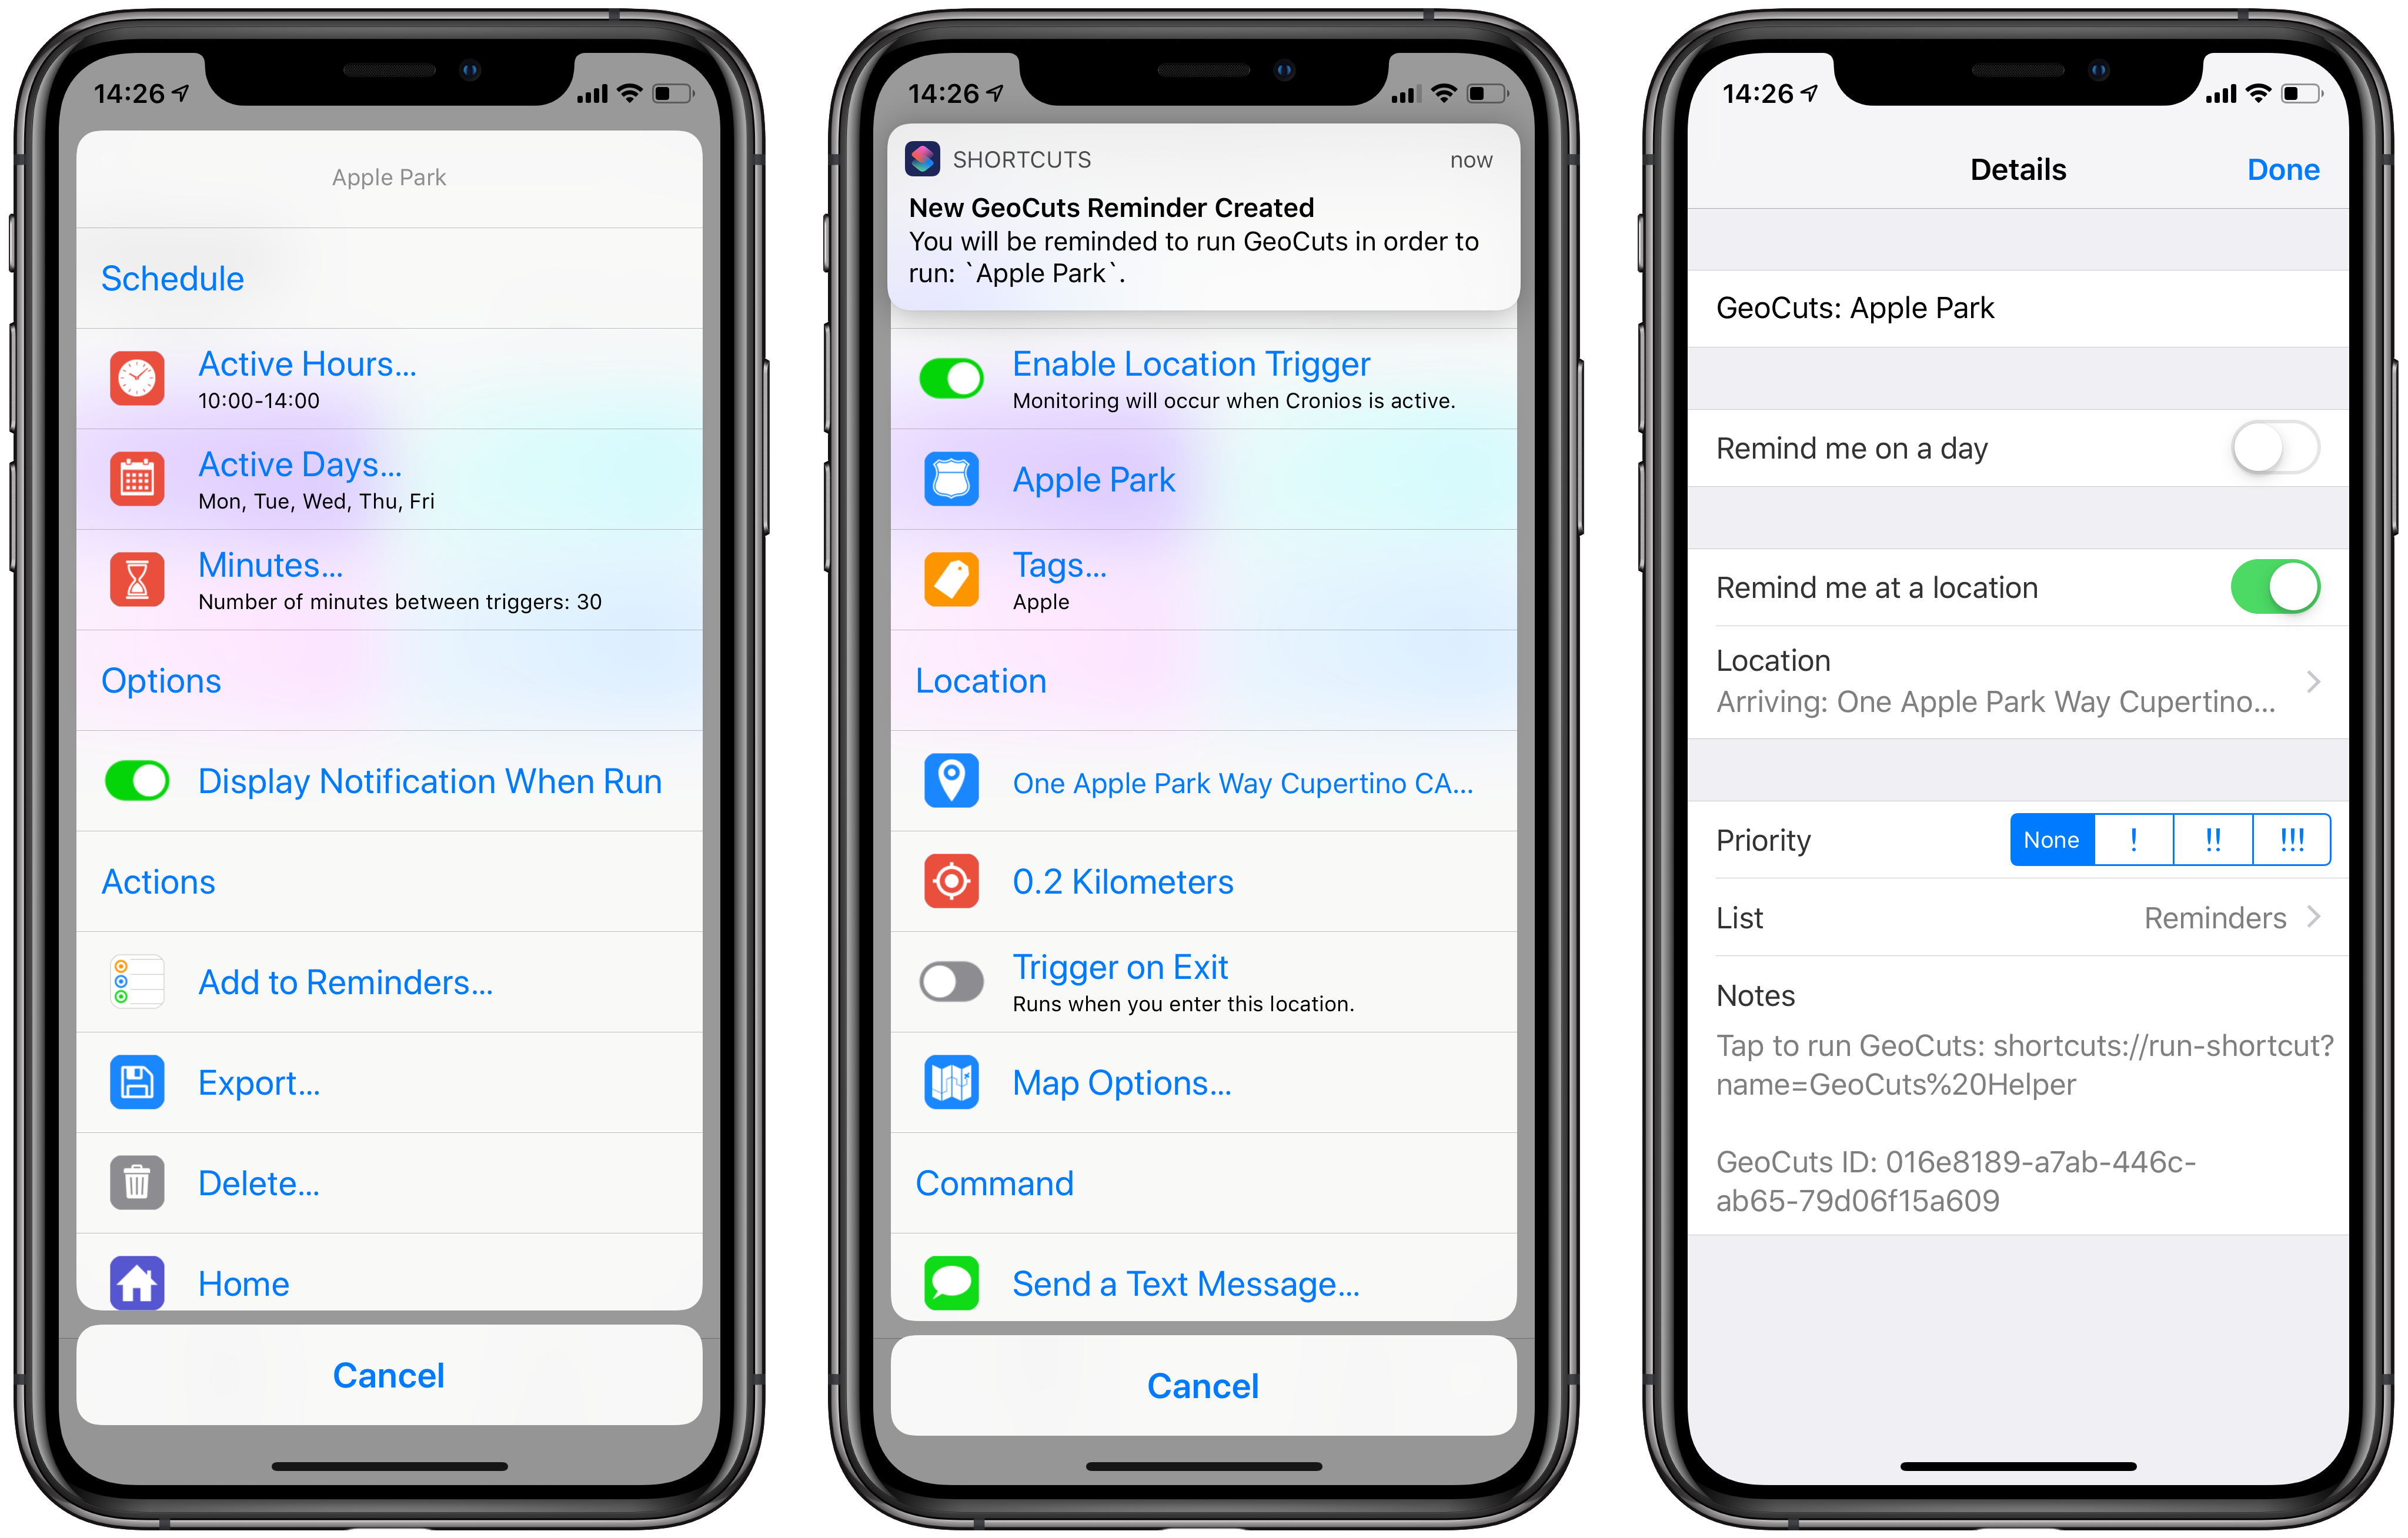 14:26
Apple Park
Schedule
Active Hours...
10:00-14:00
Active Days...
Mon, Tue, Wed, Thu, Fri
Minutes...
Number of minutes between triggers: 30
Options
Display Notification When Run
Actions
Add to Reminders...
Export...
Delete...
Home
Cancel
14:26
SHORTCUTS
now
New GeoCuts Reminder Created
You will be reminded to run GeoCuts in order to
run: `Apple Park`.
Enable Location Trigger
Monitoring will occur when Cronios is active.
Apple Park
Tags...
Apple
Location
One Apple Park Way Cupertino CA...
0.2 Kilometers
Trigger on Exit
Runs when you enter this location.
Map Options...
Command
Send a Text Message...
Cancel
14:26
Details
Done
GeoCuts: Apple Park
Remind me on a day
Remind me at a location
Location
Arriving: One Apple Park Way Cupertino...
Priority
None ! !! !!!
List
Reminders
Notes
Tap to run GeoCuts: shortcuts://run-shortcut?
name=GeoCuts%20Helper
GeoCuts ID: 016e8189-a7ab-446c-
ab65-79d06f15a609